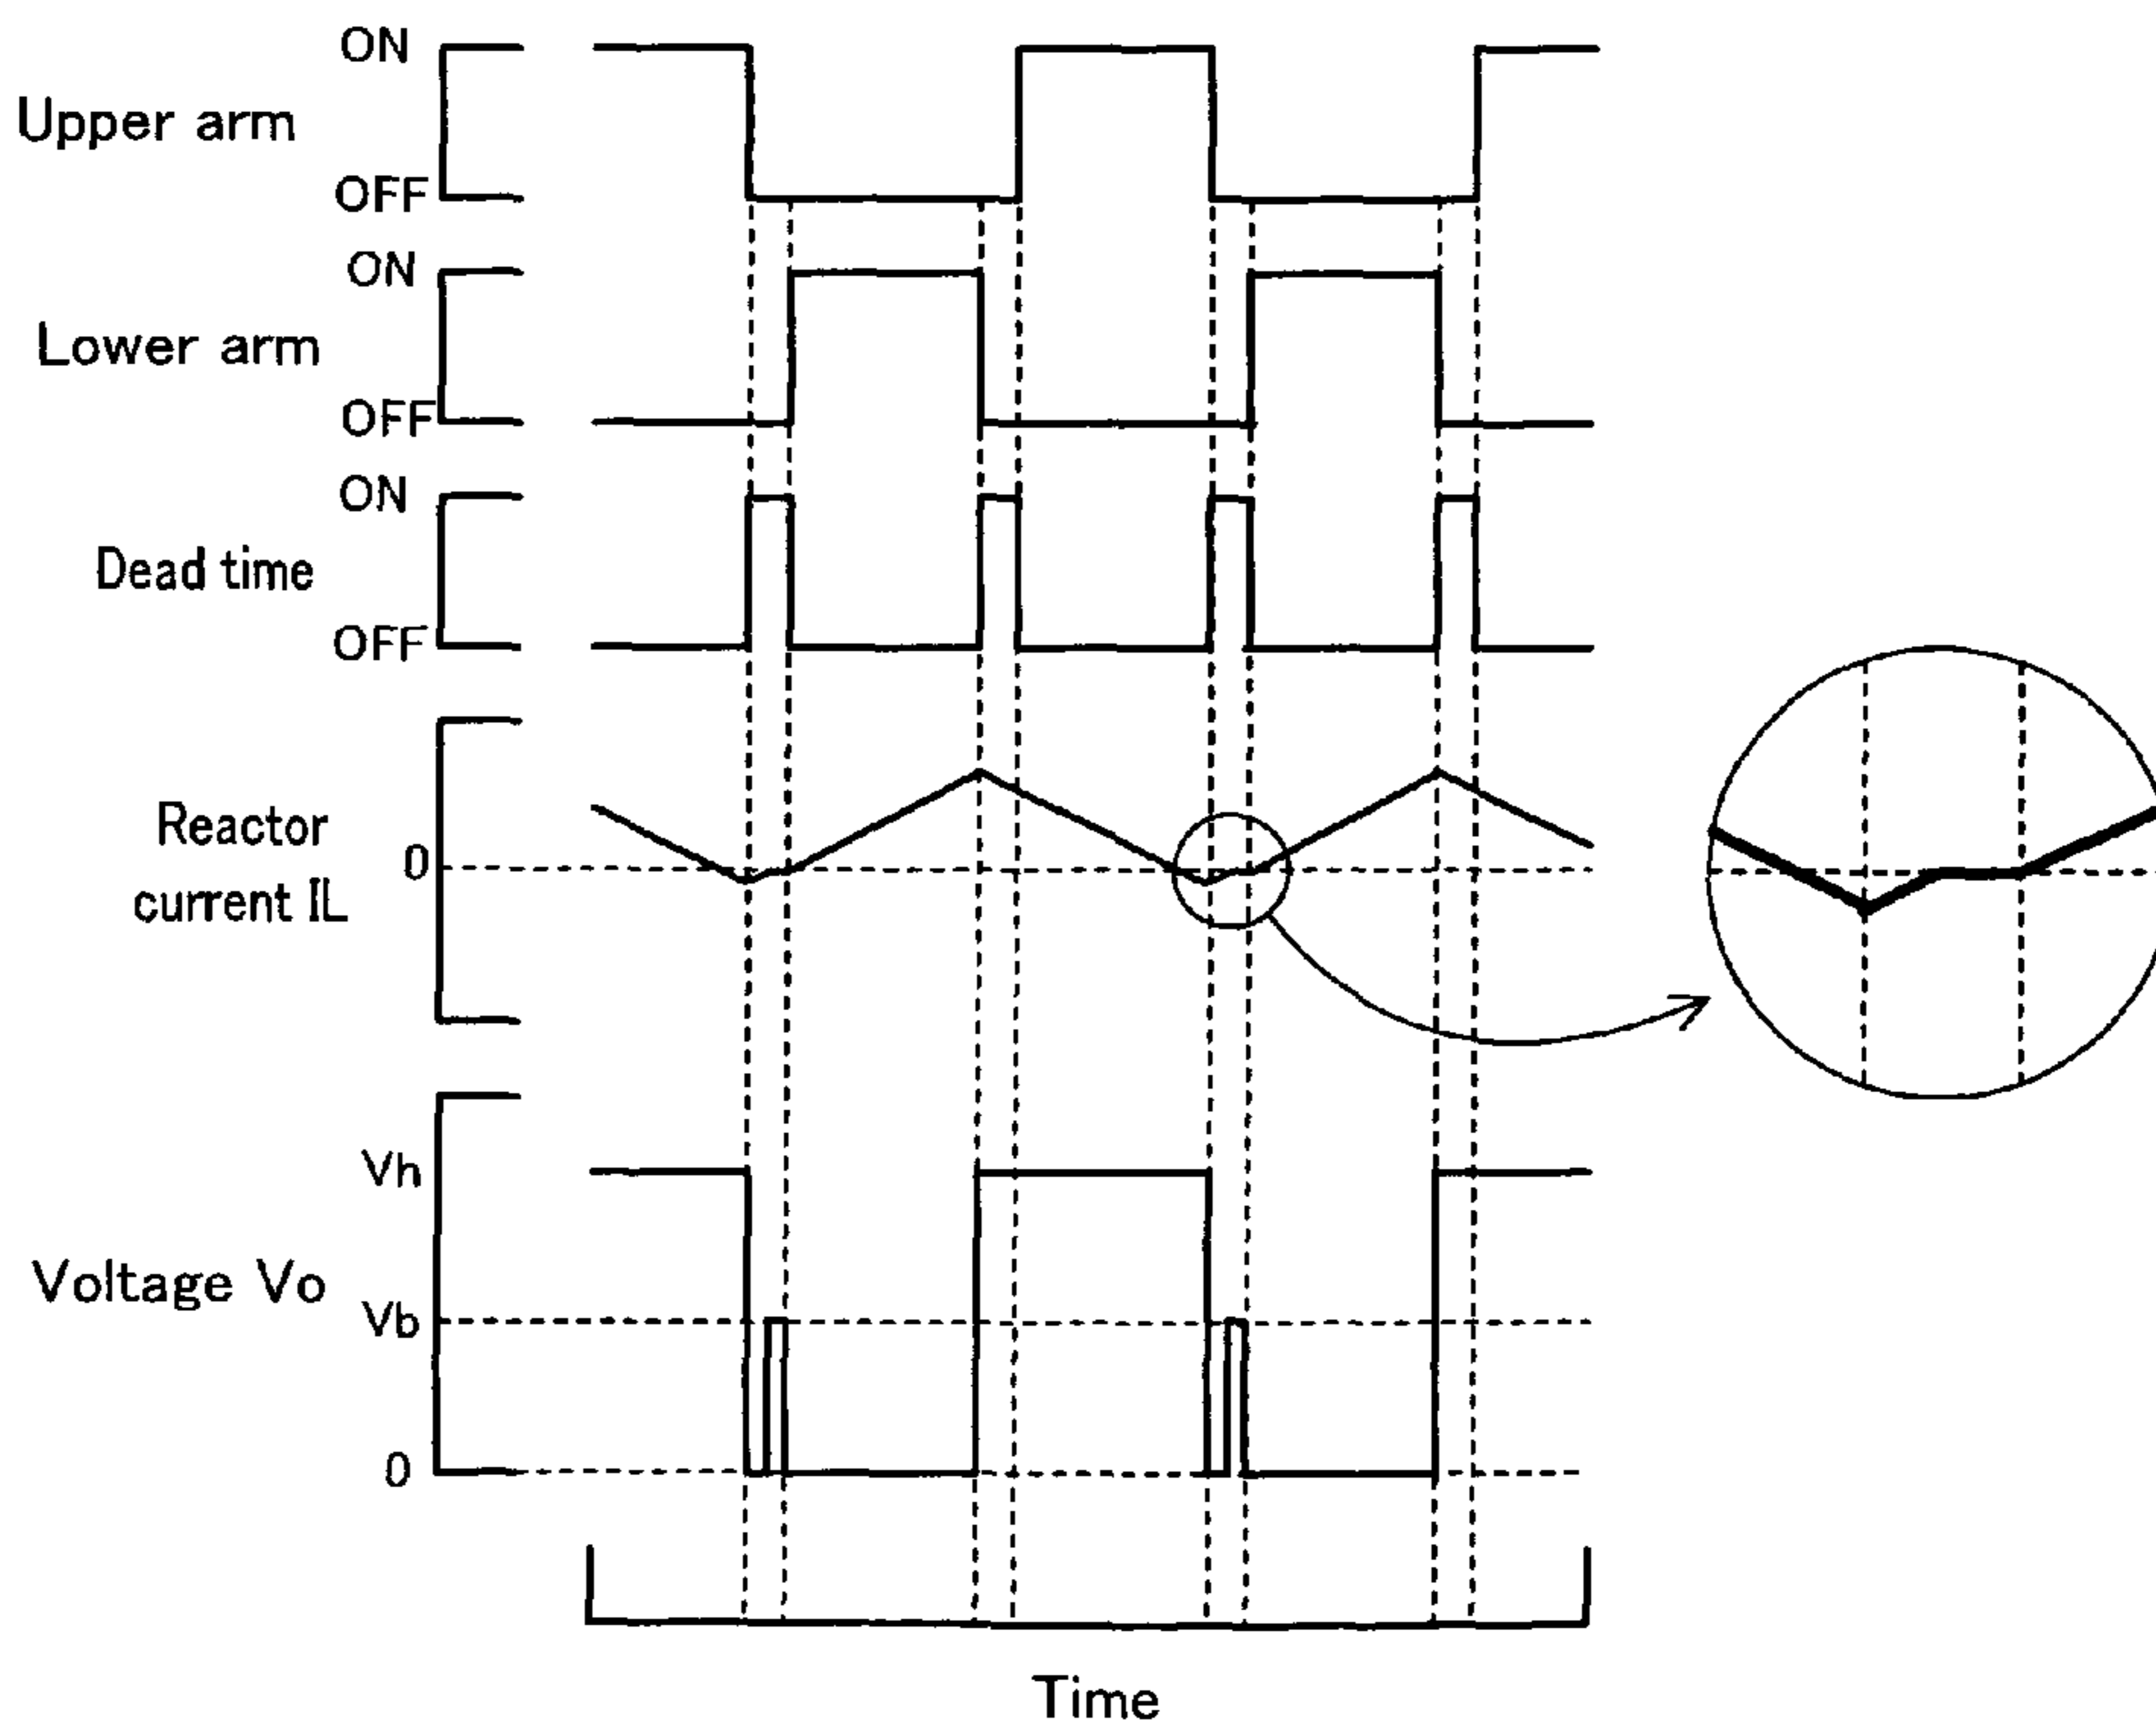 ON
Upper arm
OFF
ON
Lower arm
OFF
ON
Dead time
OFF
Reactor
0
current IL
Vh
Voltage Vo
Vb
0
Time